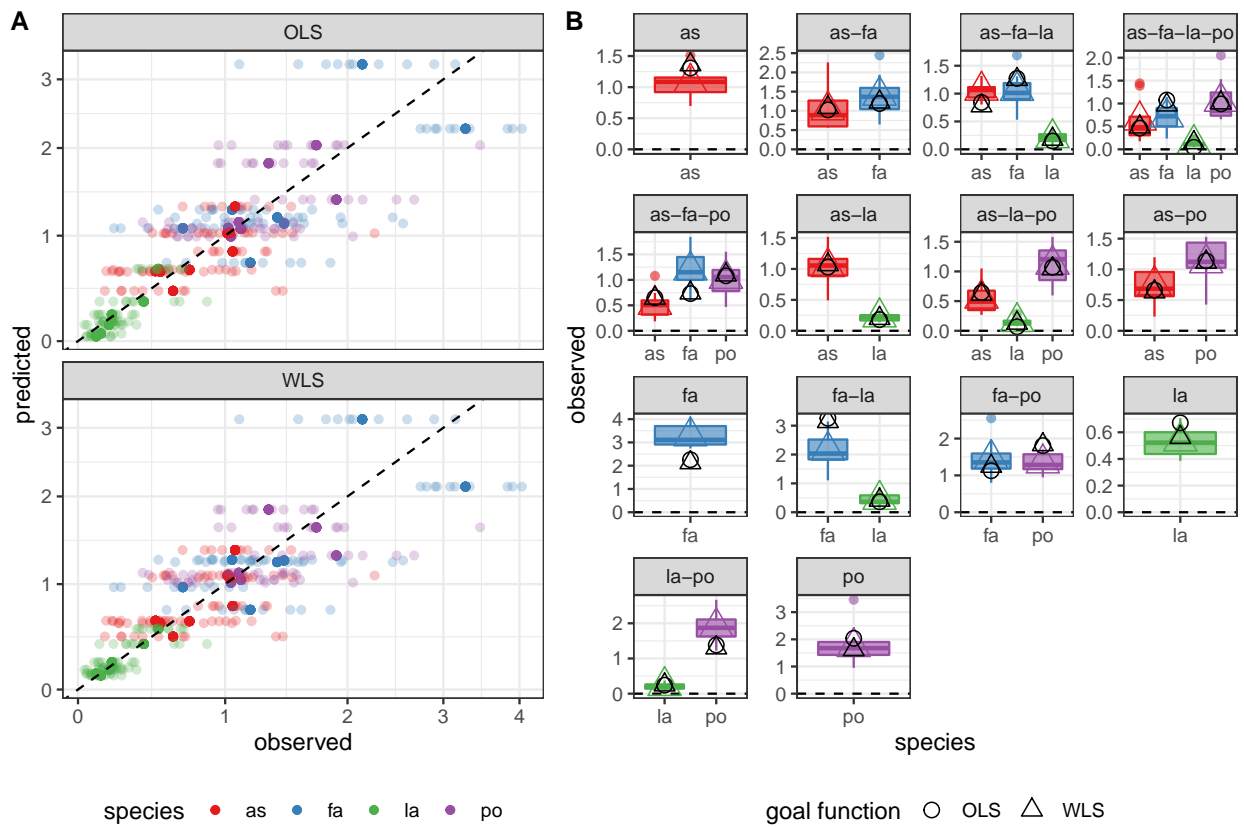 A
OLS
3
2
1
0
WLS
3
2
1
0
0 1 2 3 4
predicted
observed
species as fa la po
B
as as−fa as−fa−la as−fa−la−po
1.5
1.0
0.5
0.0
as
2.5
2.0
1.5
1.0
0.5
0.0
as fa
1.5
1.0
0.5
0.0
as fa la
2.0
1.5
1.0
0.5
0.0
as fa la po
as−fa−po as−la as−la−po as−po
1.5
1.0
0.5
0.0
as fa po
1.5
1.0
0.5
0.0
as la
1.5
1.0
0.5
0.0
as la po
1.5
1.0
0.5
0.0
as po
fa fa−la fa−po la
4
3
2
1
0
fa
3
2
1
0
fa la
2
1
0
fa po
0.6
0.4
0.2
0.0
la
la−po po
2
1
0
la po
3
2
1
0
po
observed
species
goal function OLS WLS